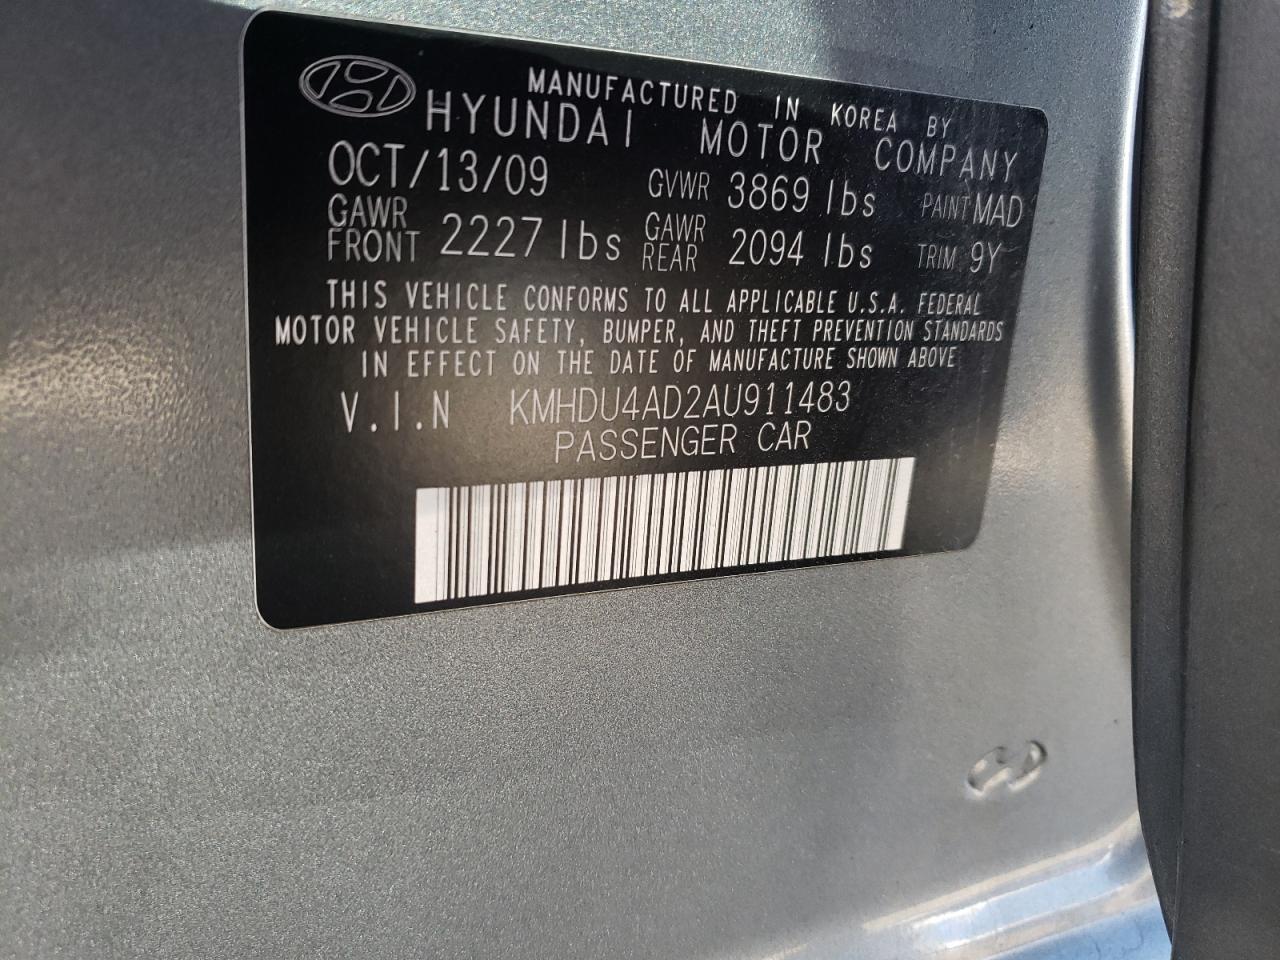 MANUFACTURED IN KOREA BY
HYUNDAI MOTOR COMPANY
OCT/13/09 GVWR 3869 lbs PAINT MAD
GAWR FRONT 2227 lbs GAWR REAR 2094 lbs TRIM 9Y
THIS VEHICLE CONFORMS TO ALL APPLICABLE U.S.A. FEDERAL
MOTOR VEHICLE SAFETY, BUMPER, AND THEFT PREVENTION STANDARDS
IN EFFECT ON THE DATE OF MANUFACTURE SHOWN ABOVE
V.I.N KMHDU4AD2AU911483
PASSENGER CAR